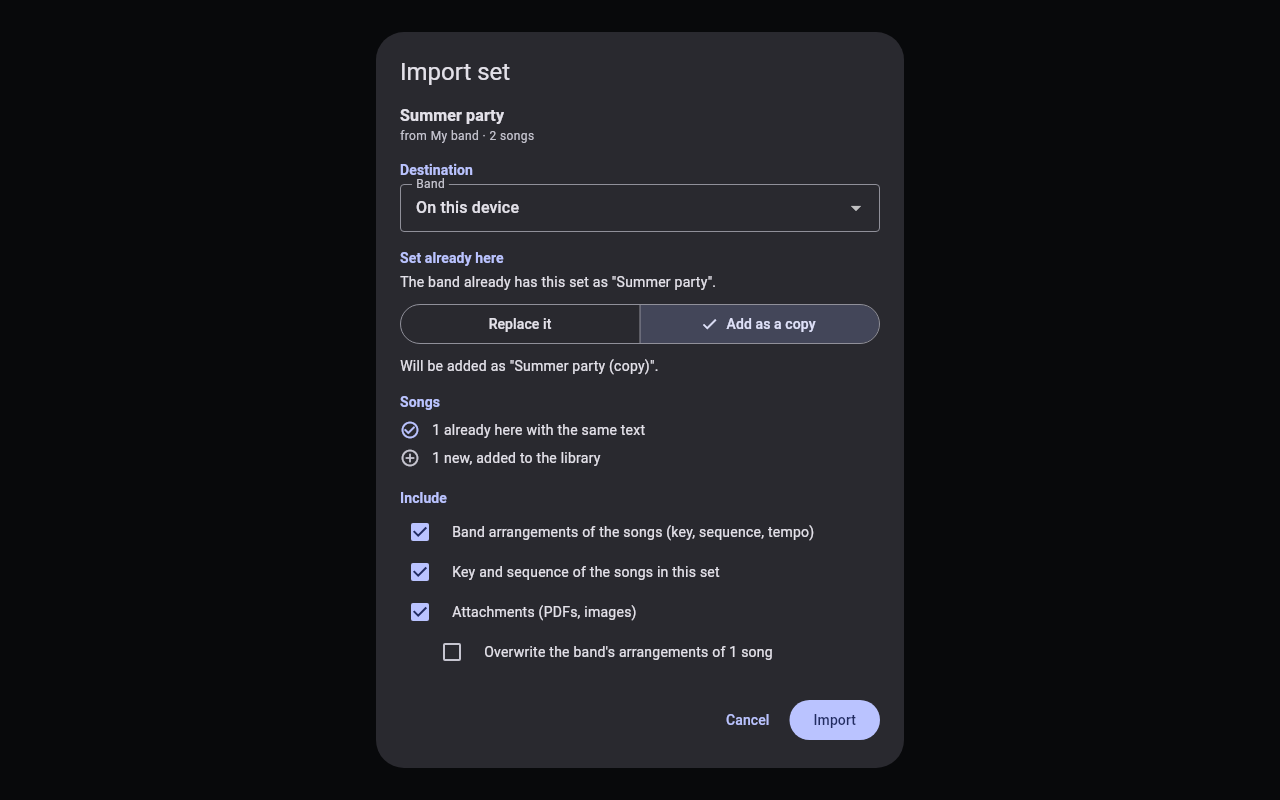 Import set
Summer party
from My band · 2 songs
Destination
Band
On this device
Set already here
The band already has this set as "Summer party".
Replace it
Add as a copy
Will be added as "Summer party (copy)".
Songs
1 already here with the same text
1 new, added to the library
Include
Band arrangements of the songs (key, sequence, tempo)
Key and sequence of the songs in this set
Attachments (PDFs, images)
Overwrite the band's arrangements of 1 song
Cancel
Import